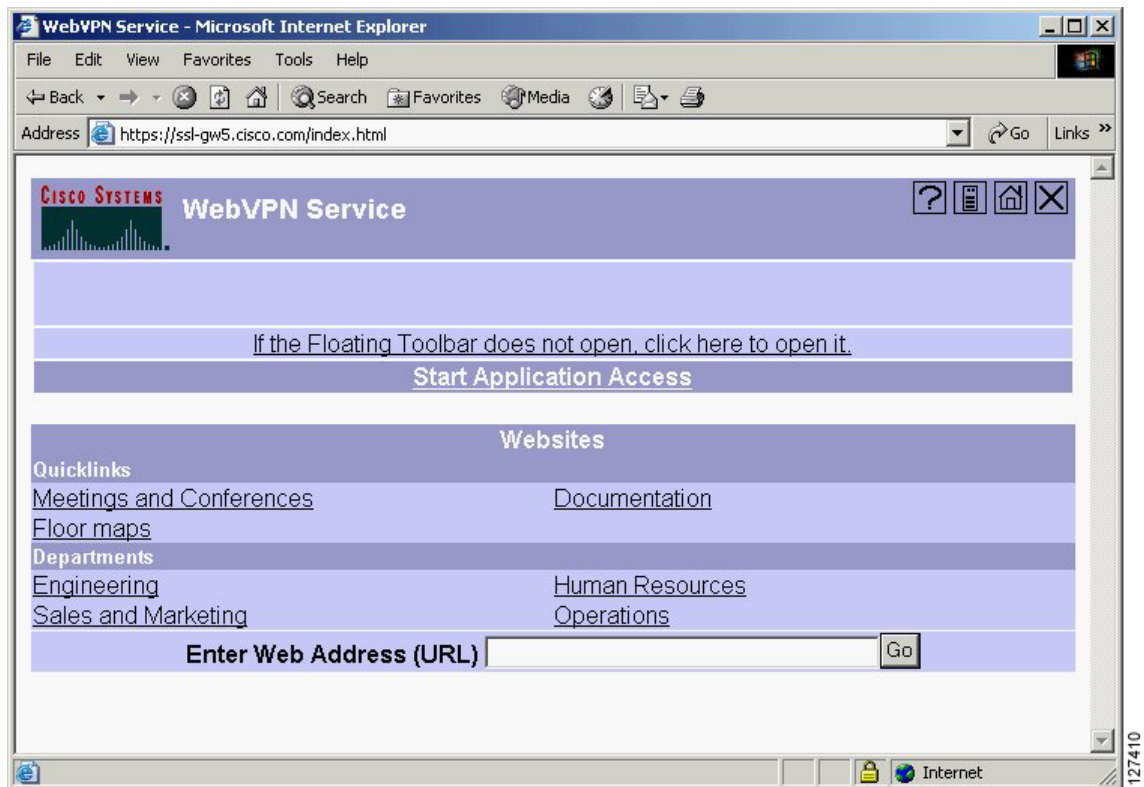 WebVPN Service - Microsoft Internet Explorer
File Edit View Favorites Tools Help
Back Search Favorites Media
Address https://ssl-gw5.cisco.com/index.html Go Links »
CISCO SYSTEMS
WebVPN Service
?
If the Floating Toolbar does not open, click here to open it.
Start Application Access
Websites
Quicklinks
Meetings and Conferences Documentation
Floor maps
Departments
Engineering Human Resources
Sales and Marketing Operations
Enter Web Address (URL) Go
Internet
127410